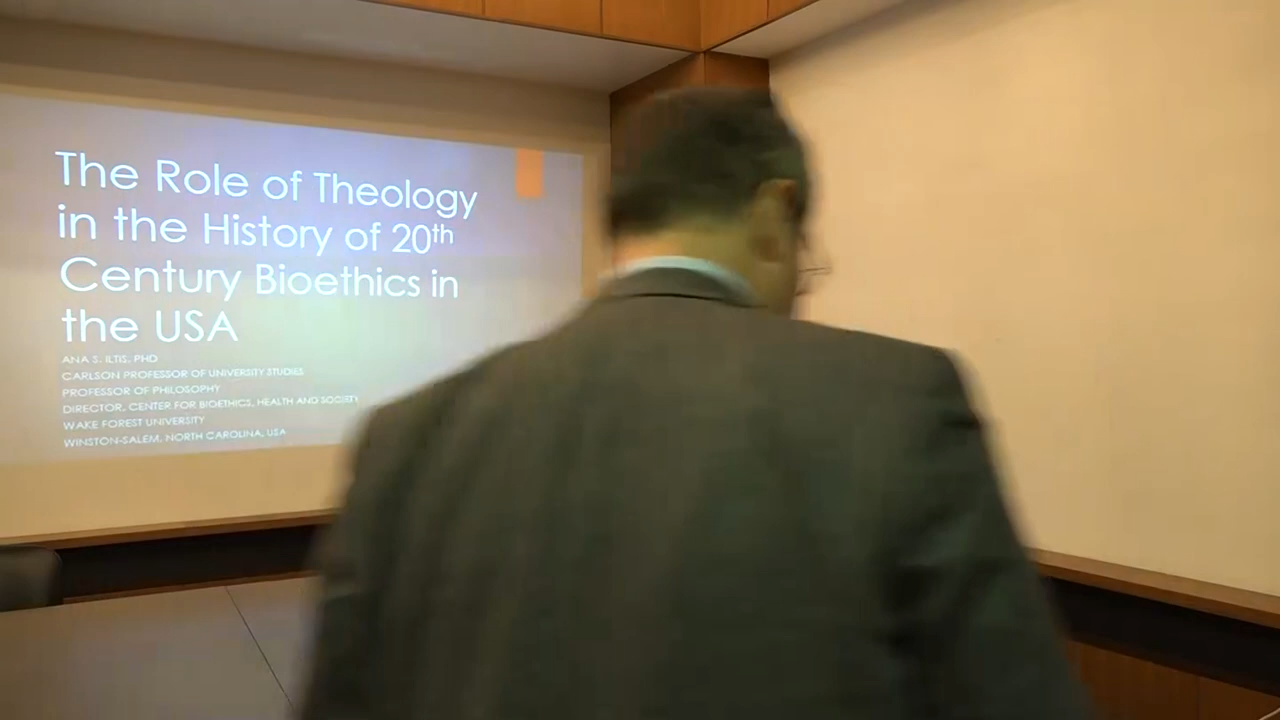 The Role of Theology
in the History of 20th
Century Bioethics in
the USA
ANA S. ILTIS, PHD
CARLSON PROFESSOR OF UNIVERSITY STUDIES
PROFESSOR OF PHILOSOPHY
DIRECTOR, CENTER FOR BIOETHICS, HEALTH AND SOCIETY
WAKE FOREST UNIVERSITY
WINSTON-SALEM, NORTH CAROLINA, USA